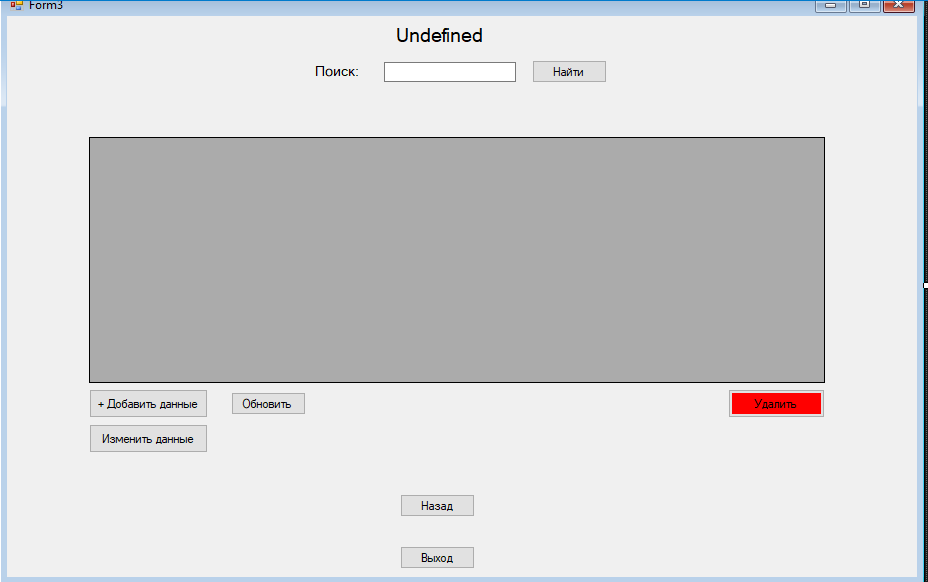 Form3
Undefined
Поиск: Найти
+ Добавить данные Обновить Удалить
Изменить данные
Назад
Выход